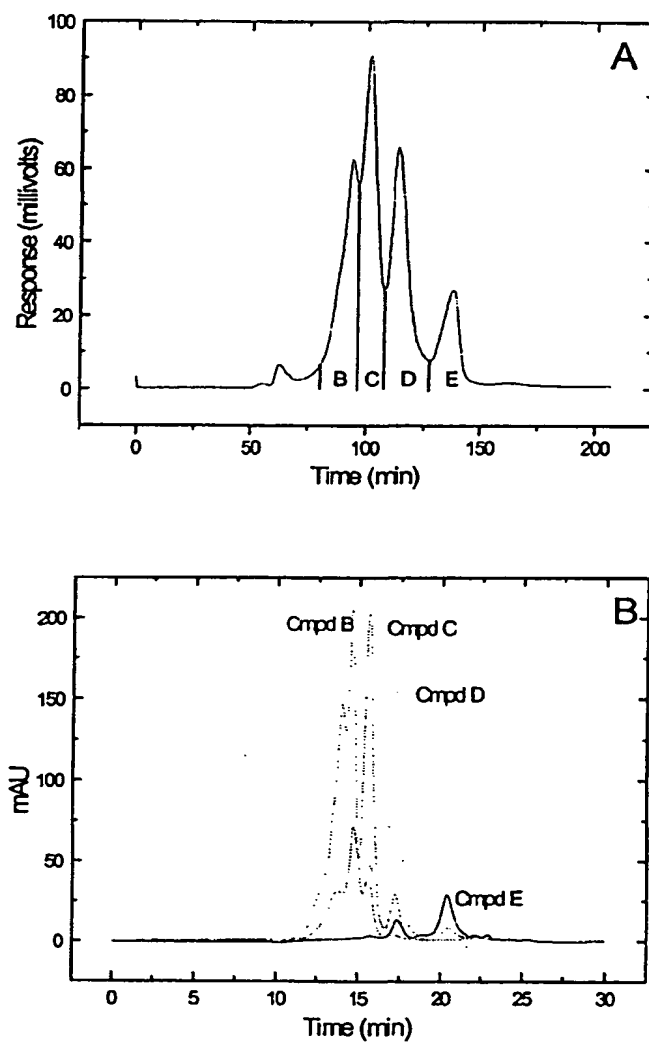 A
100
80
60
40
20
0
Response (millivolts)
B C D E
0 50 100 150 200
Time (min)
B
Cmpd B Cmpd C
Cmpd D
Cmpd E
200
150
100
50
0
mAU
0 5 10 15 20 25 30
Time (min)